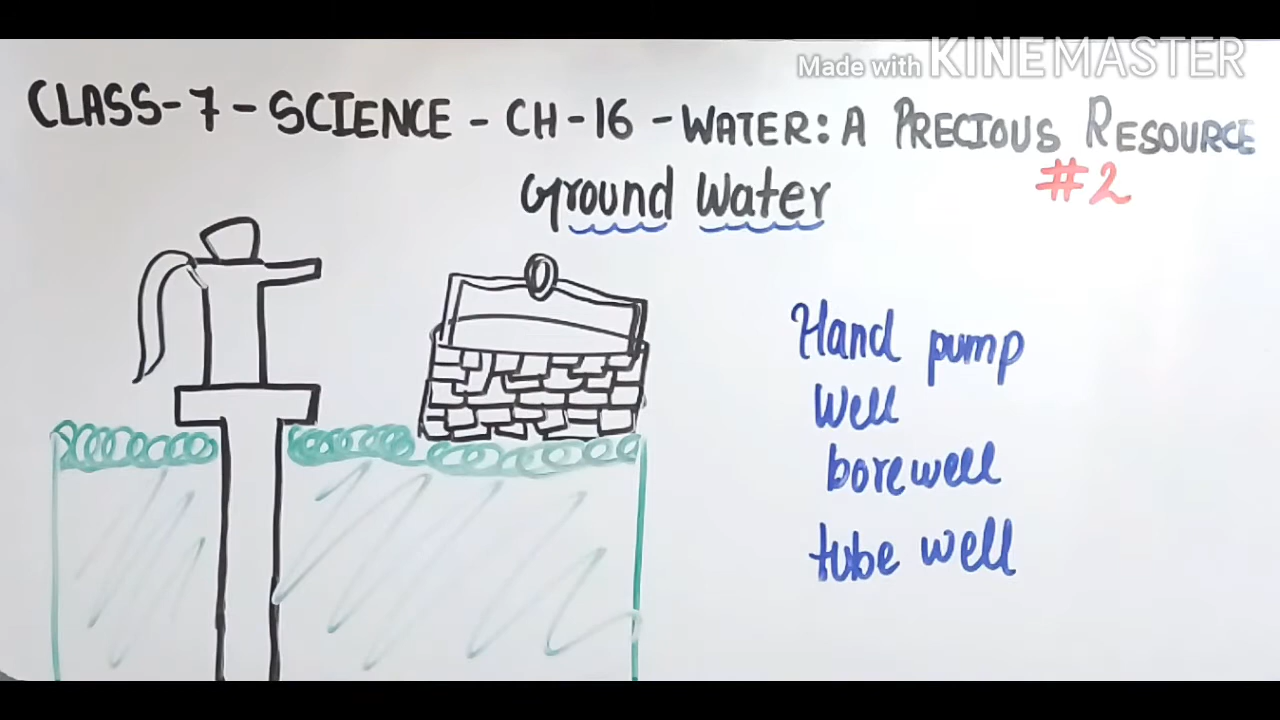 Made with KINEMASTER
CLASS-7-SCIENCE-CH-16-WATER: A PRECIOUS RESOURCE
#2
Ground Water
Hand pump
Well
borewell
tube well